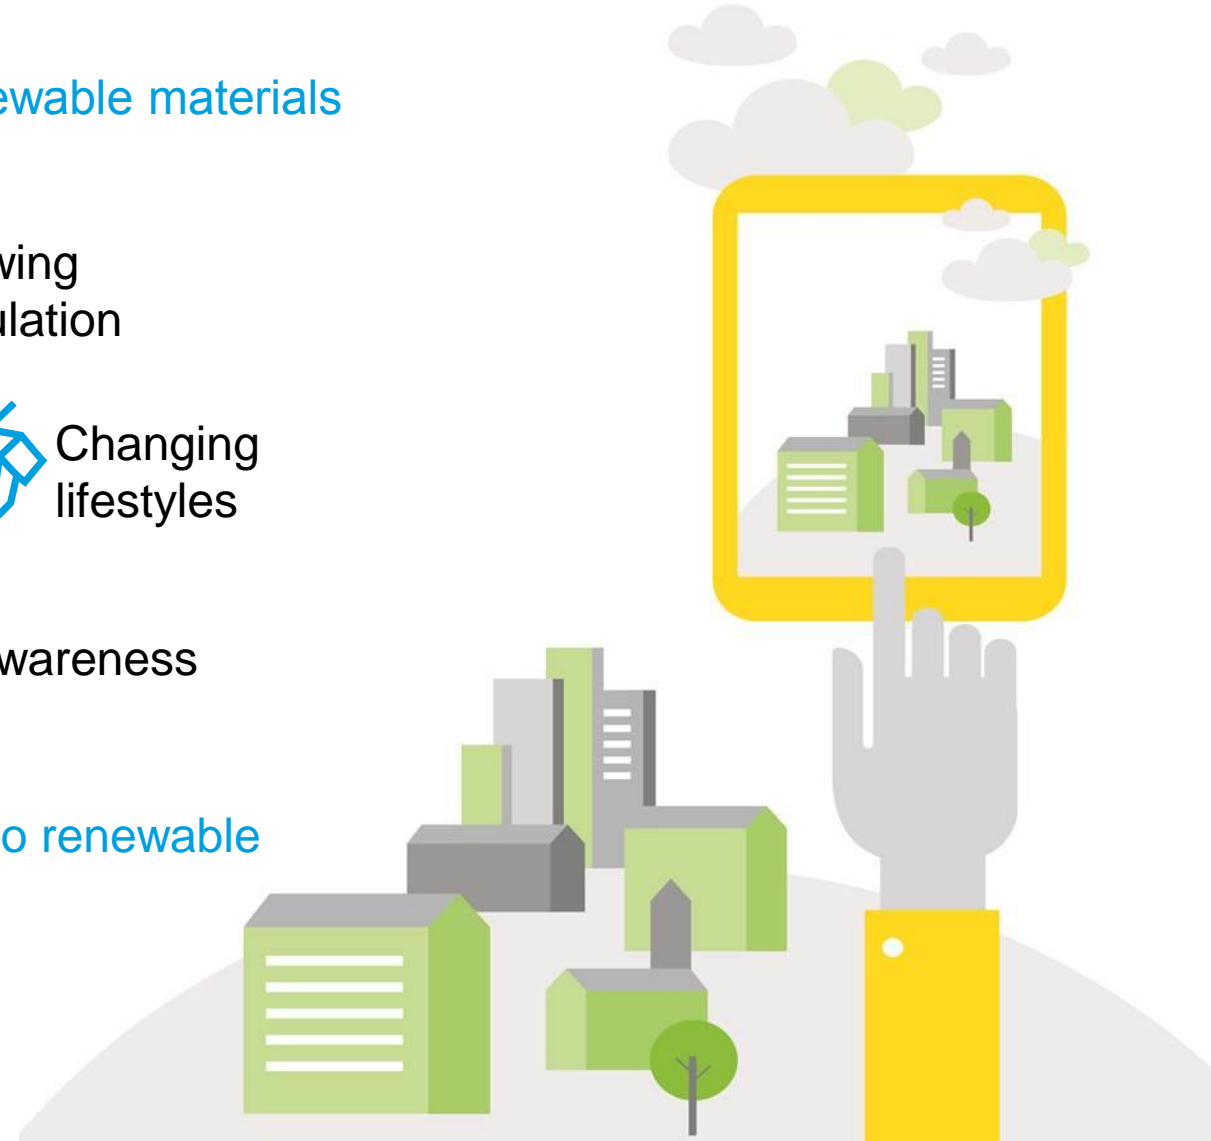 ewable materials
wing
ulation
Changing
lifestyles
wareness
o renewable